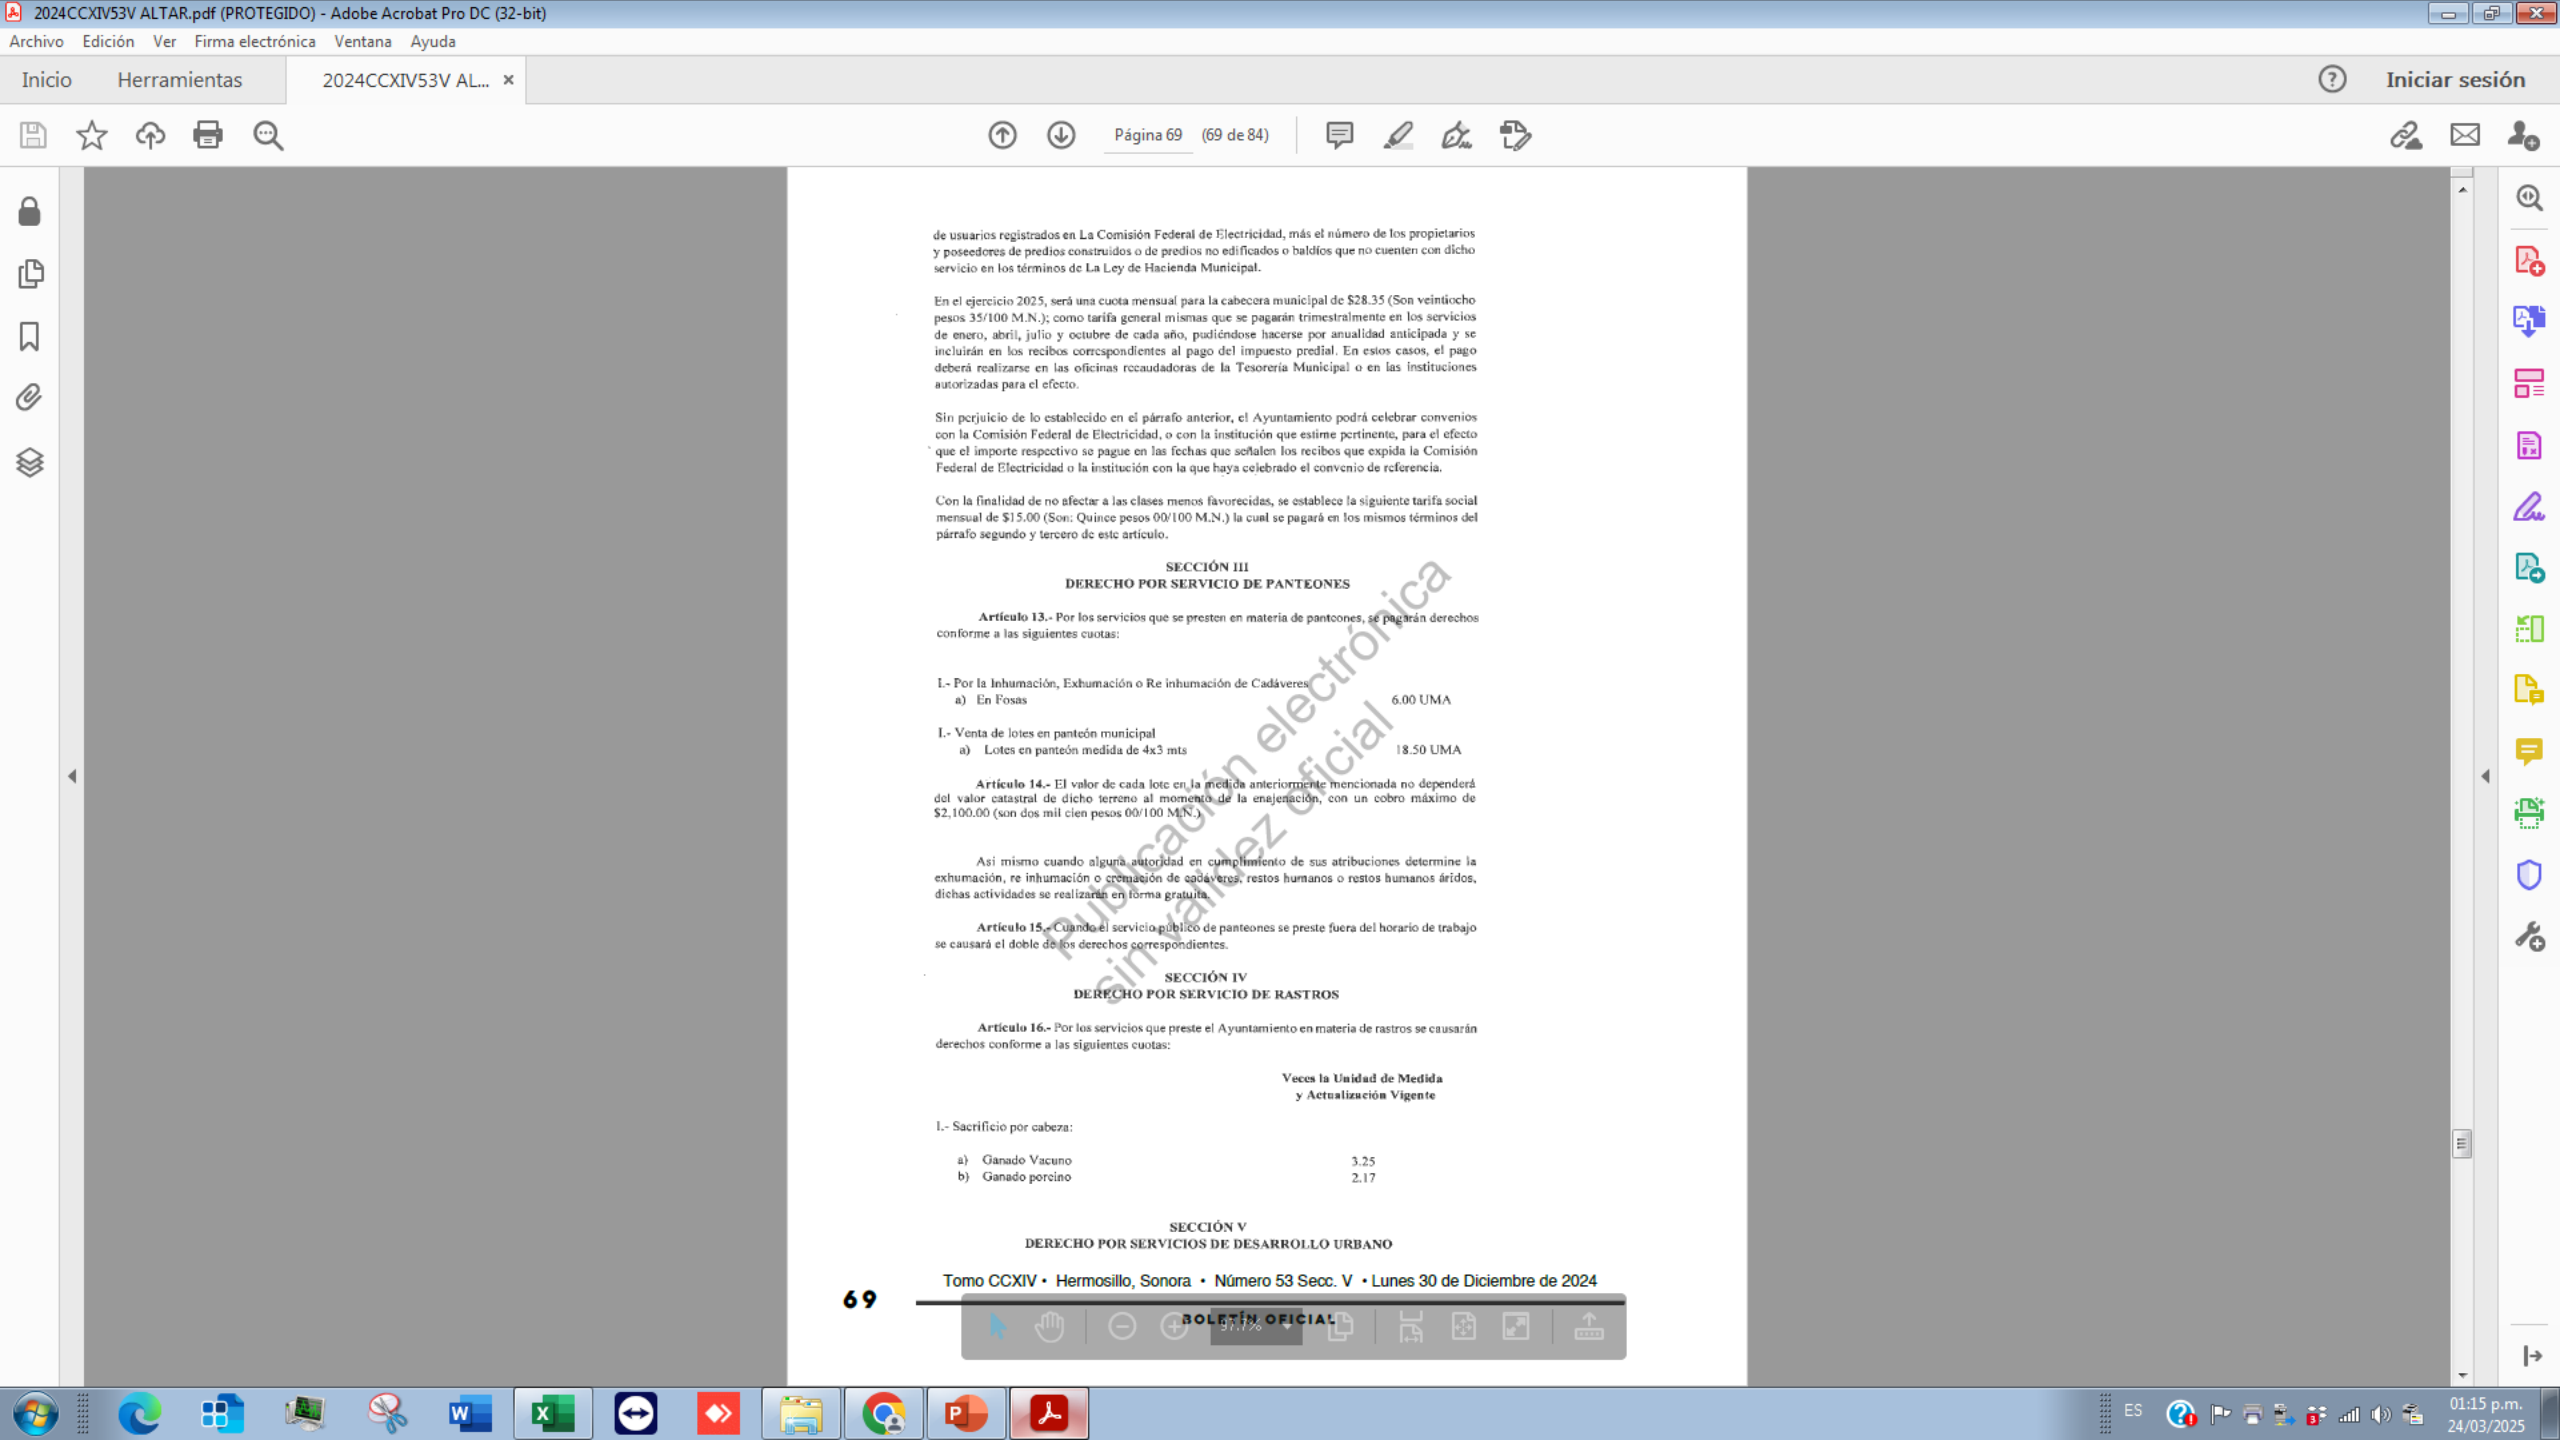 2024CCXIV53V ALTAR.pdf (PROTEGIDO) - Adobe Acrobat Pro DC (32-bit)
Archivo Edición Ver Firma electrónica Ventana Ayuda
Inicio Herramientas 2024CCXIV53V AL... × Iniciar sesión
Página 69 (69 de 84)
de usuarios registrados en La Comisión Federal de Electricidad, más el número de los propietarios
y poseedores de predios construidos o de predios no edificados o baldíos que no cuenten con dicho
servicio en los términos de La Ley de Hacienda Municipal.
En el ejercicio 2025, será una cuota mensual para la cabecera municipal de $28.35 (Son veintiocho
pesos 35/100 M.N.); como tarifa general mismas que se pagarán trimestralmente en los servicios
de enero, abril, julio y octubre de cada año, pudiéndose hacerse por anualidad anticipada y se
incluirán en los recibos correspondientes al pago del impuesto predial. En estos casos, el pago
deberá realizarse en las oficinas recaudadoras de la Tesorería Municipal o en las instituciones
autorizadas para el efecto.
Sin perjuicio de lo establecido en el párrafo anterior, el Ayuntamiento podrá celebrar convenios
con la Comisión Federal de Electricidad, o con la institución que estime pertinente, para el efecto
que el importe respectivo se pague en las fechas que señalen los recibos que expida la Comisión
Federal de Electricidad o la institución con la que haya celebrado el convenio de referencia.
Con la finalidad de no afectar a las clases menos favorecidas, se establece la siguiente tarifa social
mensual de $15.00 (Son: Quince pesos 00/100 M.N.) la cual se pagará en los mismos términos del
párrafo segundo y tercero de este artículo.
SECCIÓN III
DERECHO POR SERVICIO DE PANTEONES
Artículo 13.- Por los servicios que se presten en materia de panteones, se pagarán derechos
conforme a las siguientes cuotas:
I.- Por la Inhumación, Exhumación o Re inhumación de Cadáveres
a) En Fosas 6.00 UMA
I.- Venta de lotes en panteón municipal
a) Lotes en panteón medida de 4x3 mts 18.50 UMA
Artículo 14.- El valor de cada lote en la medida anteriormente mencionada no dependerá
del valor catastral de dicho terreno al momento de la enajenación, con un cobro máximo de
$2,100.00 (son dos mil cien pesos 00/100 M.N.)
Así mismo cuando alguna autoridad en cumplimiento de sus atribuciones determine la
exhumación, re inhumación o cremación de cadáveres, restos humanos o restos humanos áridos,
dichas actividades se realizarán en forma gratuita.
Artículo 15.- Cuando el servicio público de panteones se preste fuera del horario de trabajo
se causará el doble de los derechos correspondientes.
SECCIÓN IV
DERECHO POR SERVICIO DE RASTROS
Artículo 16.- Por los servicios que preste el Ayuntamiento en materia de rastros se causarán
derechos conforme a las siguientes cuotas:
Veces la Unidad de Medida
y Actualización Vigente
I.- Sacrificio por cabeza:
a) Ganado Vacuno 3.25
b) Ganado porcino 2.17
SECCIÓN V
DERECHO POR SERVICIOS DE DESARROLLO URBANO
Publicación electrónica
sin validez oficial
Tomo CCXIV • Hermosillo, Sonora • Número 53 Secc. V • Lunes 30 de Diciembre de 2024
69
BOLETÍN OFICIAL
97.7%
ES
01:15 p.m.
24/03/2025